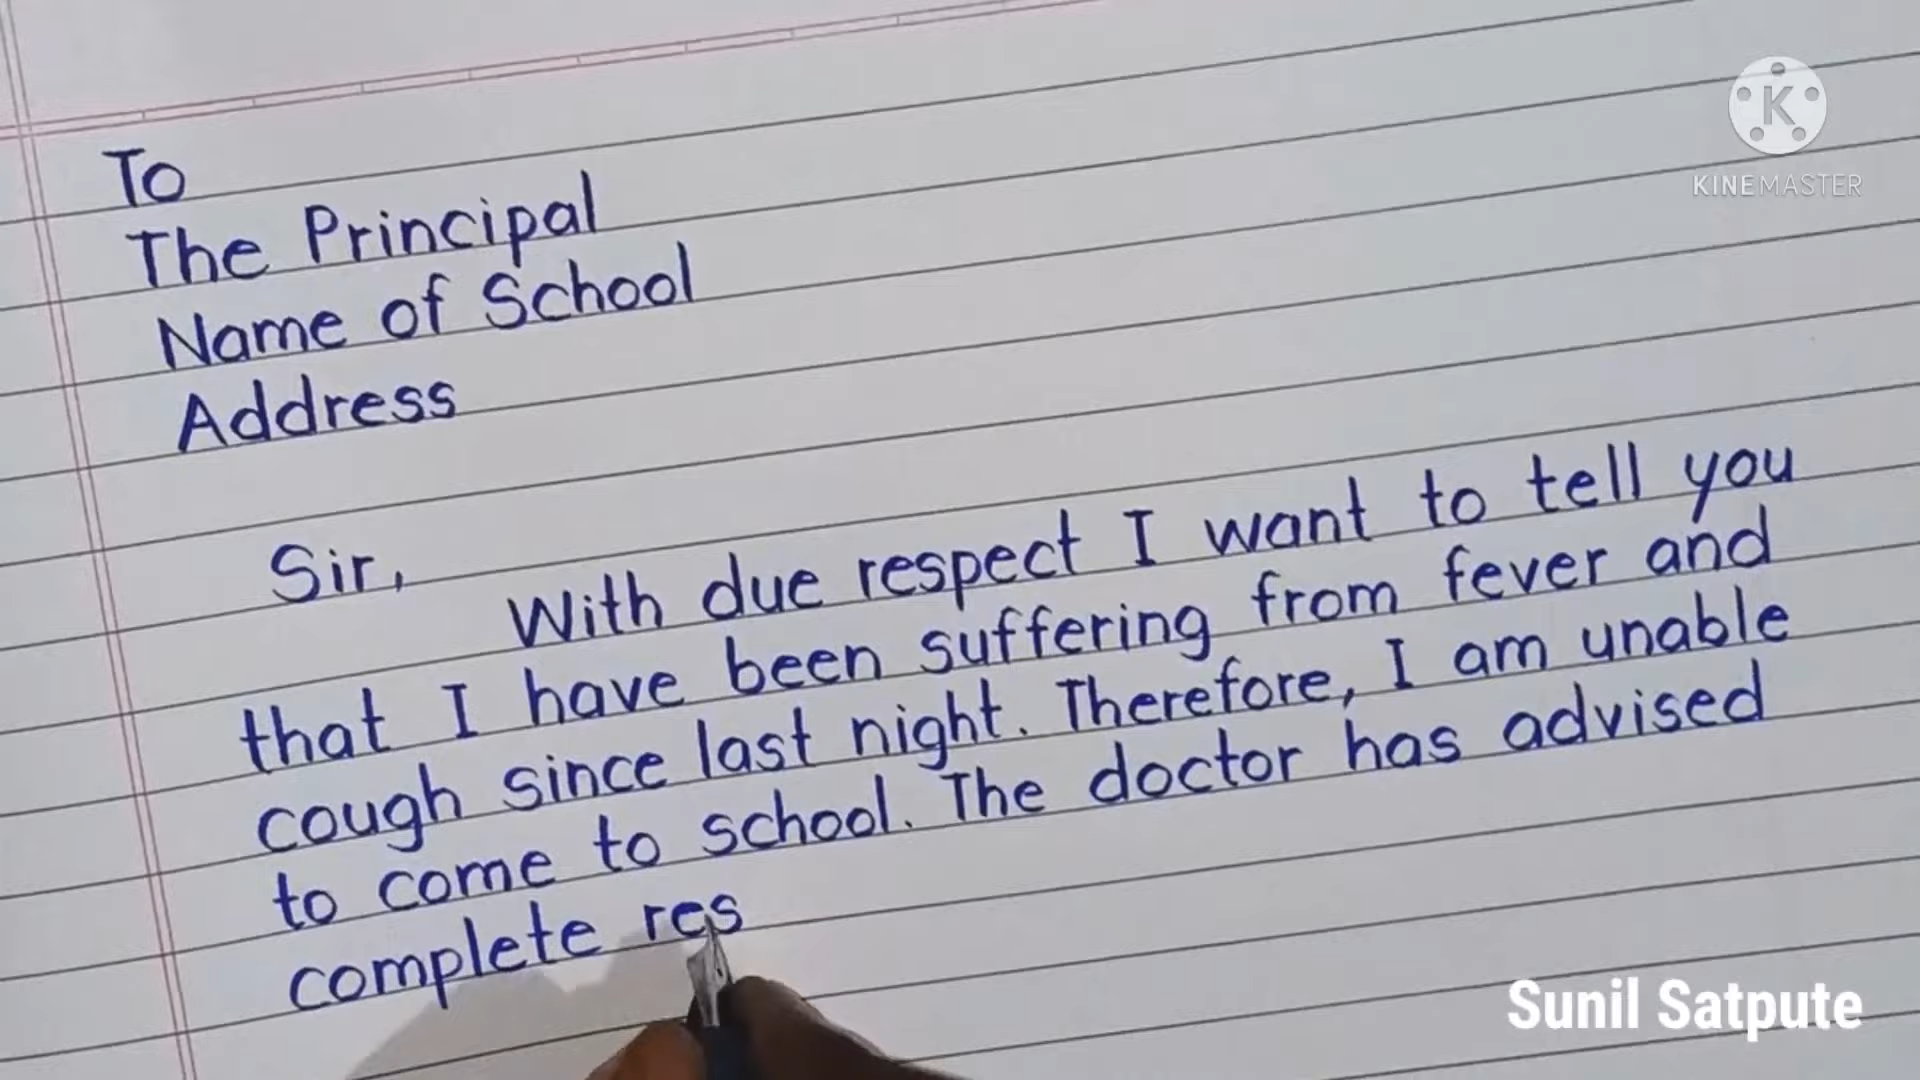 To
The Principal
Name of School
Address
Sir,
With due respect I want to tell you
that I have been suffering from fever and
cough since last night. Therefore, I am unable
to come to school. The doctor has advised
complete res
KINEMASTER
Sunil Satpute